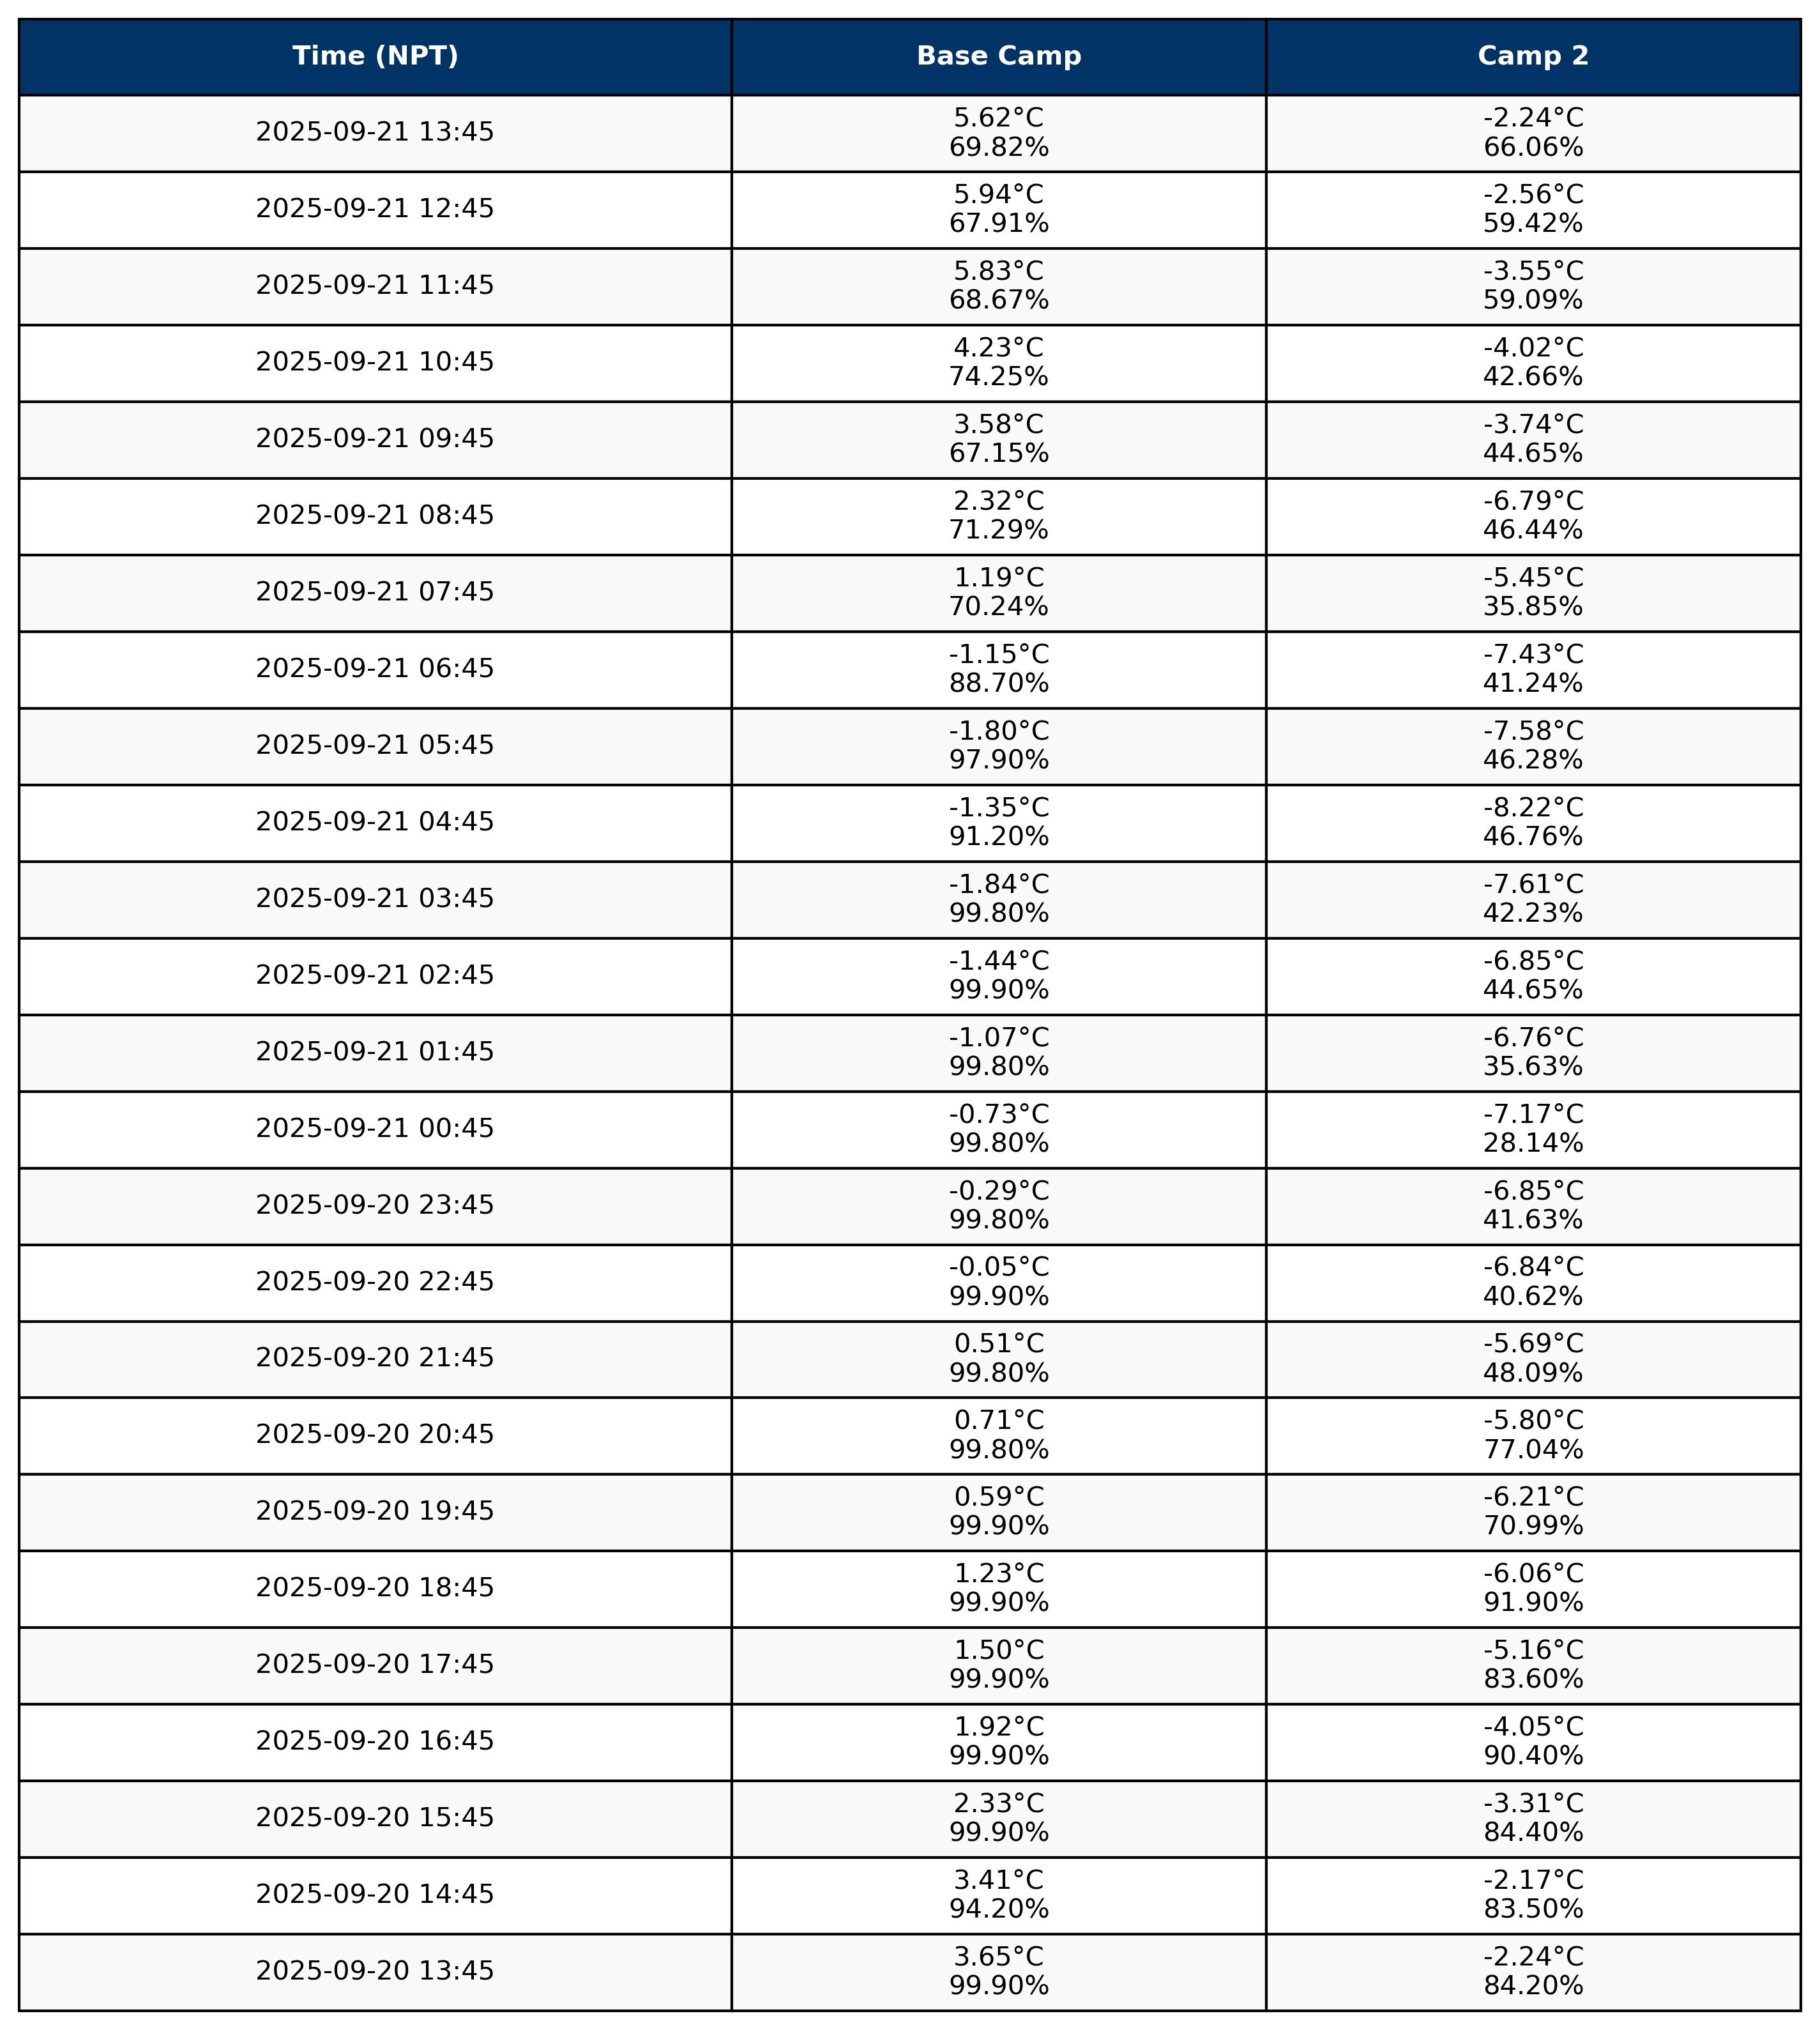 Time (NPT) Base Camp Camp 2
2025-09-21 13:45 5.62°C -2.24°C
69.82% 66.06%
2025-09-21 12:45 5.94°C -2.56°C
67.91% 59.42%
2025-09-21 11:45 5.83°C -3.55°C
68.67% 59.09%
2025-09-21 10:45 4.23°C -4.02°C
74.25% 42.66%
2025-09-21 09:45 3.58°C -3.74°C
67.15% 44.65%
2025-09-21 08:45 2.32°C -6.79°C
71.29% 46.44%
2025-09-21 07:45 1.19°C -5.45°C
70.24% 35.85%
2025-09-21 06:45 -1.15°C -7.43°C
88.70% 41.24%
2025-09-21 05:45 -1.80°C -7.58°C
97.90% 46.28%
2025-09-21 04:45 -1.35°C -8.22°C
91.20% 46.76%
2025-09-21 03:45 -1.84°C -7.61°C
99.80% 42.23%
2025-09-21 02:45 -1.44°C -6.85°C
99.90% 44.65%
2025-09-21 01:45 -1.07°C -6.76°C
99.80% 35.63%
2025-09-21 00:45 -0.73°C -7.17°C
99.80% 28.14%
2025-09-20 23:45 -0.29°C -6.85°C
99.80% 41.63%
2025-09-20 22:45 -0.05°C -6.84°C
99.90% 40.62%
2025-09-20 21:45 0.51°C -5.69°C
99.80% 48.09%
2025-09-20 20:45 0.71°C -5.80°C
99.80% 77.04%
2025-09-20 19:45 0.59°C -6.21°C
99.90% 70.99%
2025-09-20 18:45 1.23°C -6.06°C
99.90% 91.90%
2025-09-20 17:45 1.50°C -5.16°C
99.90% 83.60%
2025-09-20 16:45 1.92°C -4.05°C
99.90% 90.40%
2025-09-20 15:45 2.33°C -3.31°C
99.90% 84.40%
2025-09-20 14:45 3.41°C -2.17°C
94.20% 83.50%
2025-09-20 13:45 3.65°C -2.24°C
99.90% 84.20%